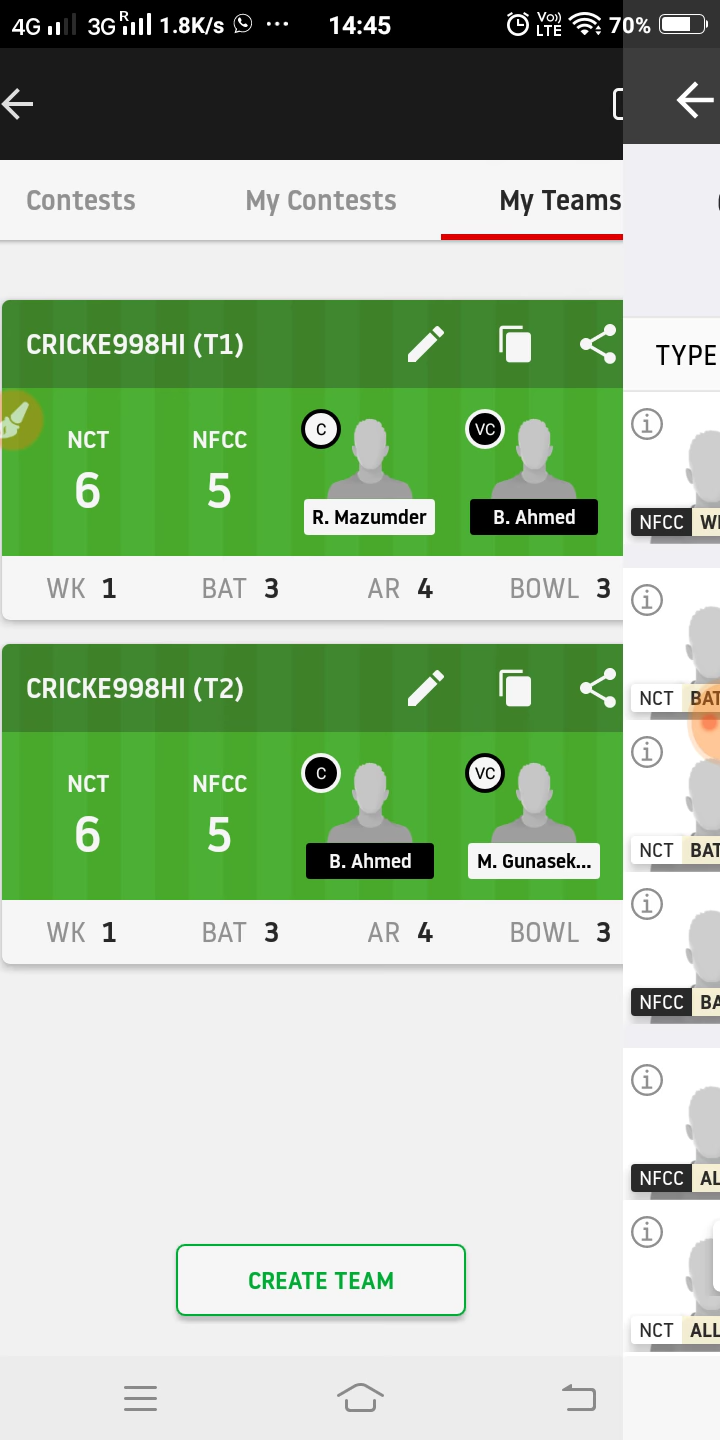 4G 3G R 1.8K/s ... 14:45 Vo)) LTE 70%
Contests My Contests My Teams
CRICKE998HI (T1)
NCT NFCC C VC
6 5
R. Mazumder B. Ahmed
WK 1 BAT 3 AR 4 BOWL 3
CRICKE998HI (T2)
NCT NFCC C VC
6 5
B. Ahmed M. Gunasek...
WK 1 BAT 3 AR 4 BOWL 3
CREATE TEAM
TYPE
NFCC
NCT BAT
NCT BAT
NFCC
NFCC
NCT ALL